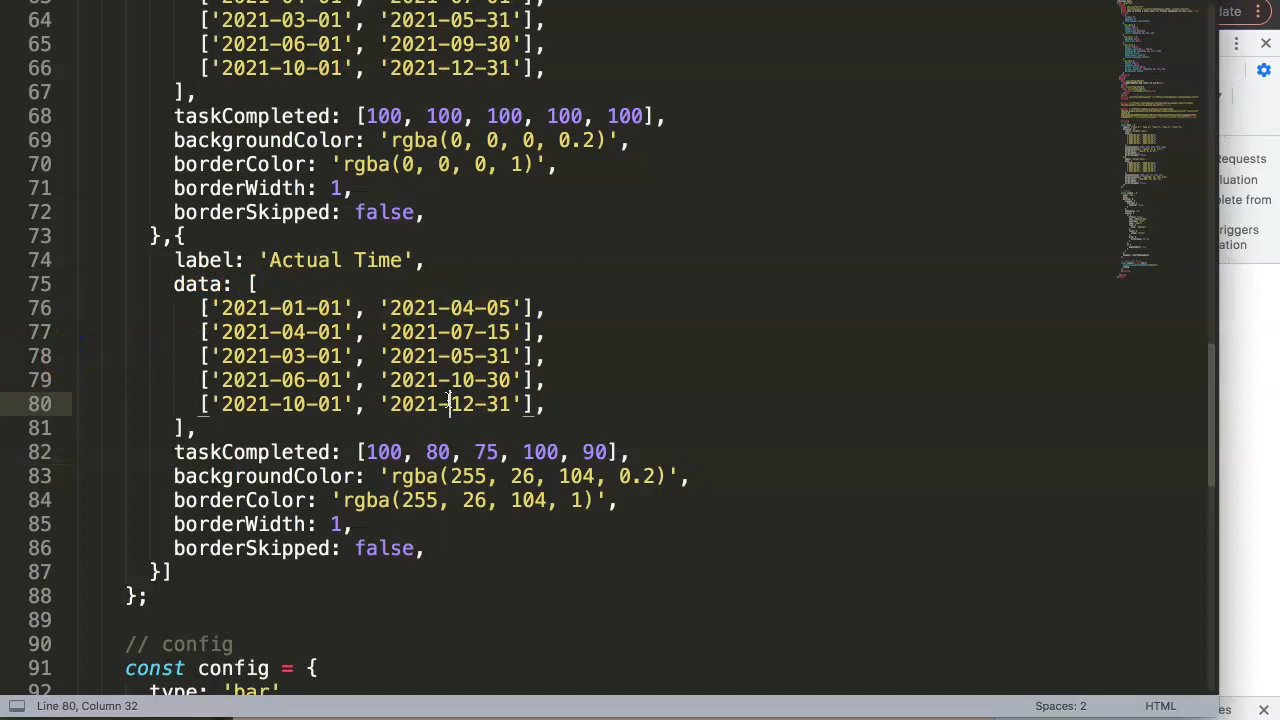 date
64 ['2021-03-01', '2021-05-31'],
65 ['2021-06-01', '2021-09-30'],
66 ['2021-10-01', '2021-12-31'],
67 ],
68 taskCompleted: [100, 100, 100, 100, 100],
69 backgroundColor: 'rgba(0, 0, 0, 0.2)',
70 borderColor: 'rgba(0, 0, 0, 1)',
71 borderWidth: 1,
72 borderSkipped: false,
73 },{
74 label: 'Actual Time',
75 data: [
76 ['2021-01-01', '2021-04-05'],
77 ['2021-04-01', '2021-07-15'],
78 ['2021-03-01', '2021-05-31'],
79 ['2021-06-01', '2021-10-30'],
80 ['2021-10-01', '2021-12-31'],
81 ],
82 taskCompleted: [100, 80, 75, 100, 90],
83 backgroundColor: 'rgba(255, 26, 104, 0.2)',
84 borderColor: 'rgba(255, 26, 104, 1)',
85 borderWidth: 1,
86 borderSkipped: false,
87 }]
88 };
89
90 // config
91 const config = {
92 type: 'bar'
Requests
luation
plete from
riggers
ation
Line 80, Column 32
Spaces: 2
HTML
es